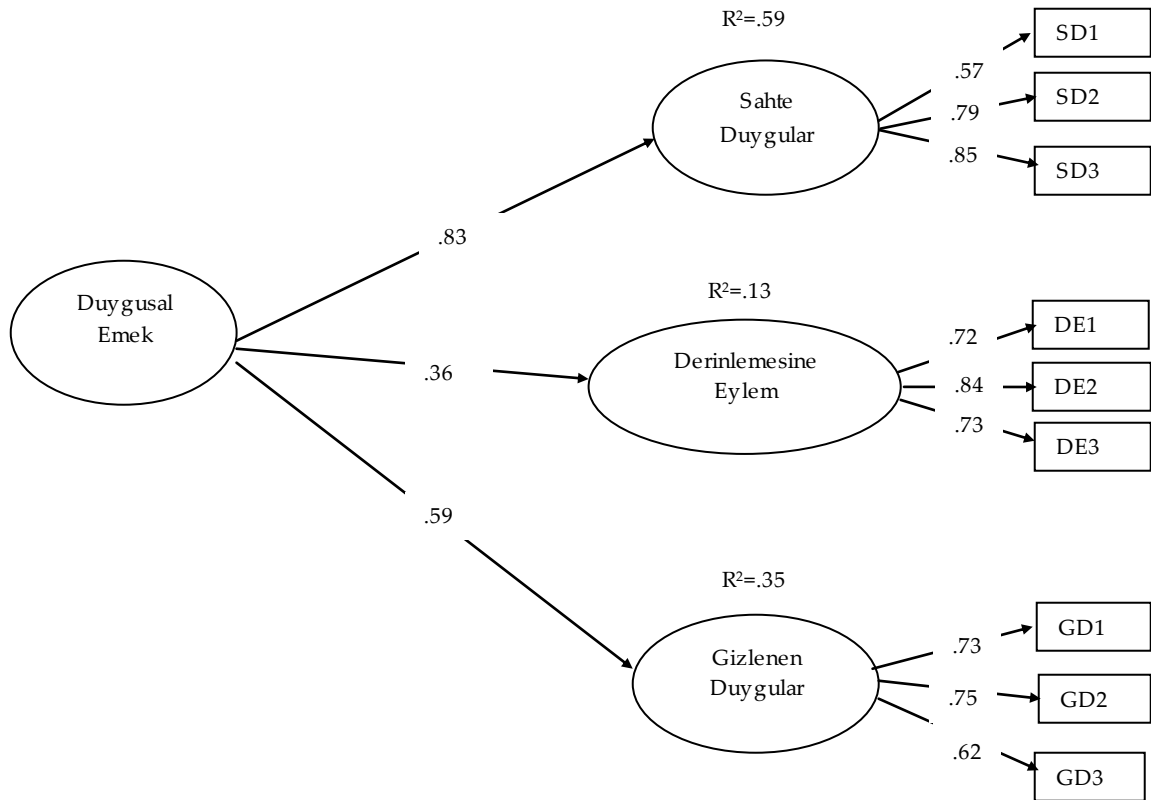 R²=.59
SD1
.57
Sahte
Duygular
SD2
.79
.85
SD3
.83
Duygusal
Emek
R²=.13
DE1
.72
Derinlemesine
Eylem
.36
.84
DE2
.73
DE3
.59
R²=.35
GD1
.73
Gizlenen
Duygular
.75
GD2
.62
GD3